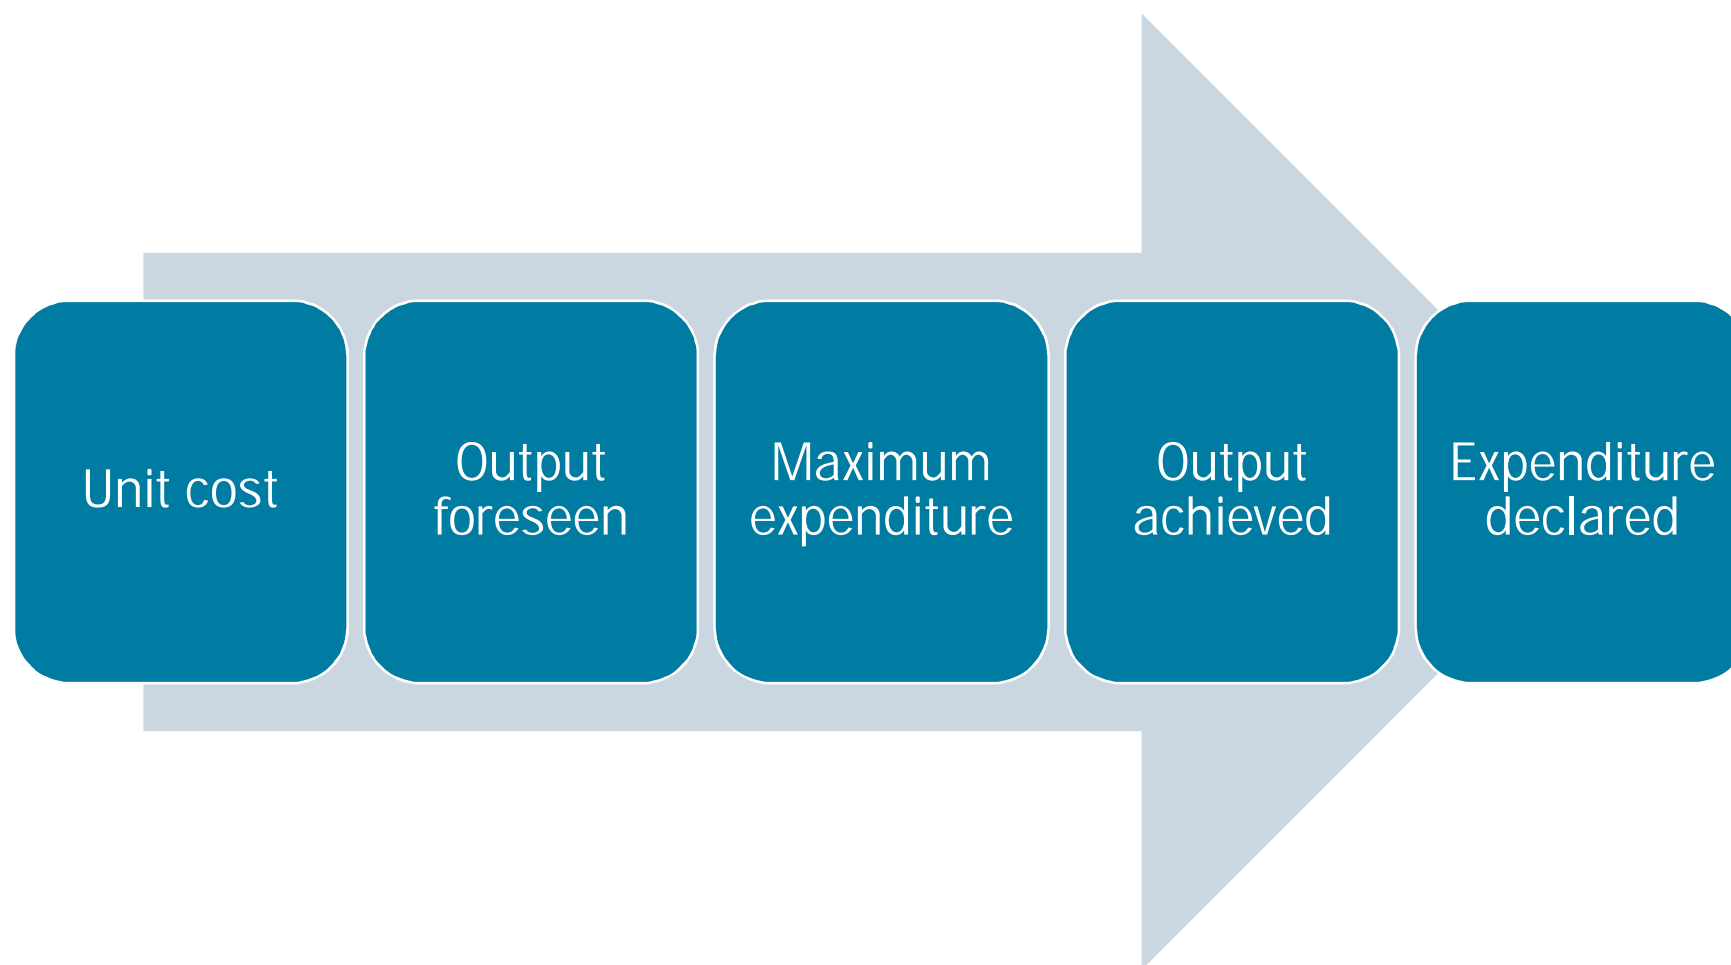 Unit cost
Output
foreseen
Maximum
expenditure
Output
achieved
Expenditure
declared